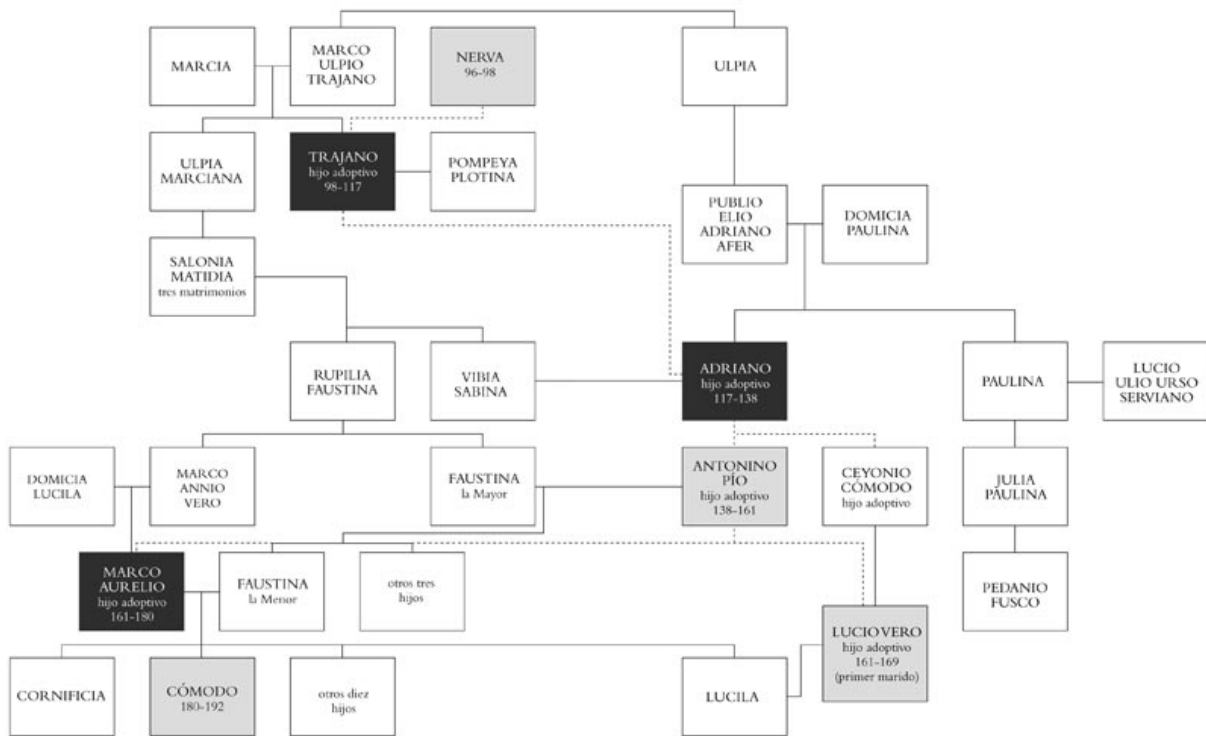 MARCIA
MARCO
ULPIO
TRAJANO
NERVA
96-98
ULPIA
ULPIA
MARCIANA
TRAJANO
hijo adoptivo
98-117
POMPEYA
PLOTINA
PUBLIO
ELIO
ADRIANO
AFER
DOMICIA
PAULINA
SALONIA
MATIDIA
tres matrimonios
RUPILIA
FAUSTINA
VIBIA
SABINA
ADRIANO
hijo adoptivo
117-138
PAULINA
LUCIO
ULIO URSO
SERVIANO
DOMICIA
LUCILA
MARCO
ANNIO
VERO
FAUSTINA
la Mayor
ANTONINO
PÍO
hijo adoptivo
138-161
CEYONIO
CÓMODO
hijo adoptivo
JULIA
PAULINA
MARCO
AURELIO
hijo adoptivo
161-180
FAUSTINA
la Menor
otros tres
hijos
LUCIO VERO
hijo adoptivo
161-169
(primer marido)
PEDANIO
FUSCO
CORNIFICIA
CÓMODO
180-192
otros diez
hijos
LUCILA